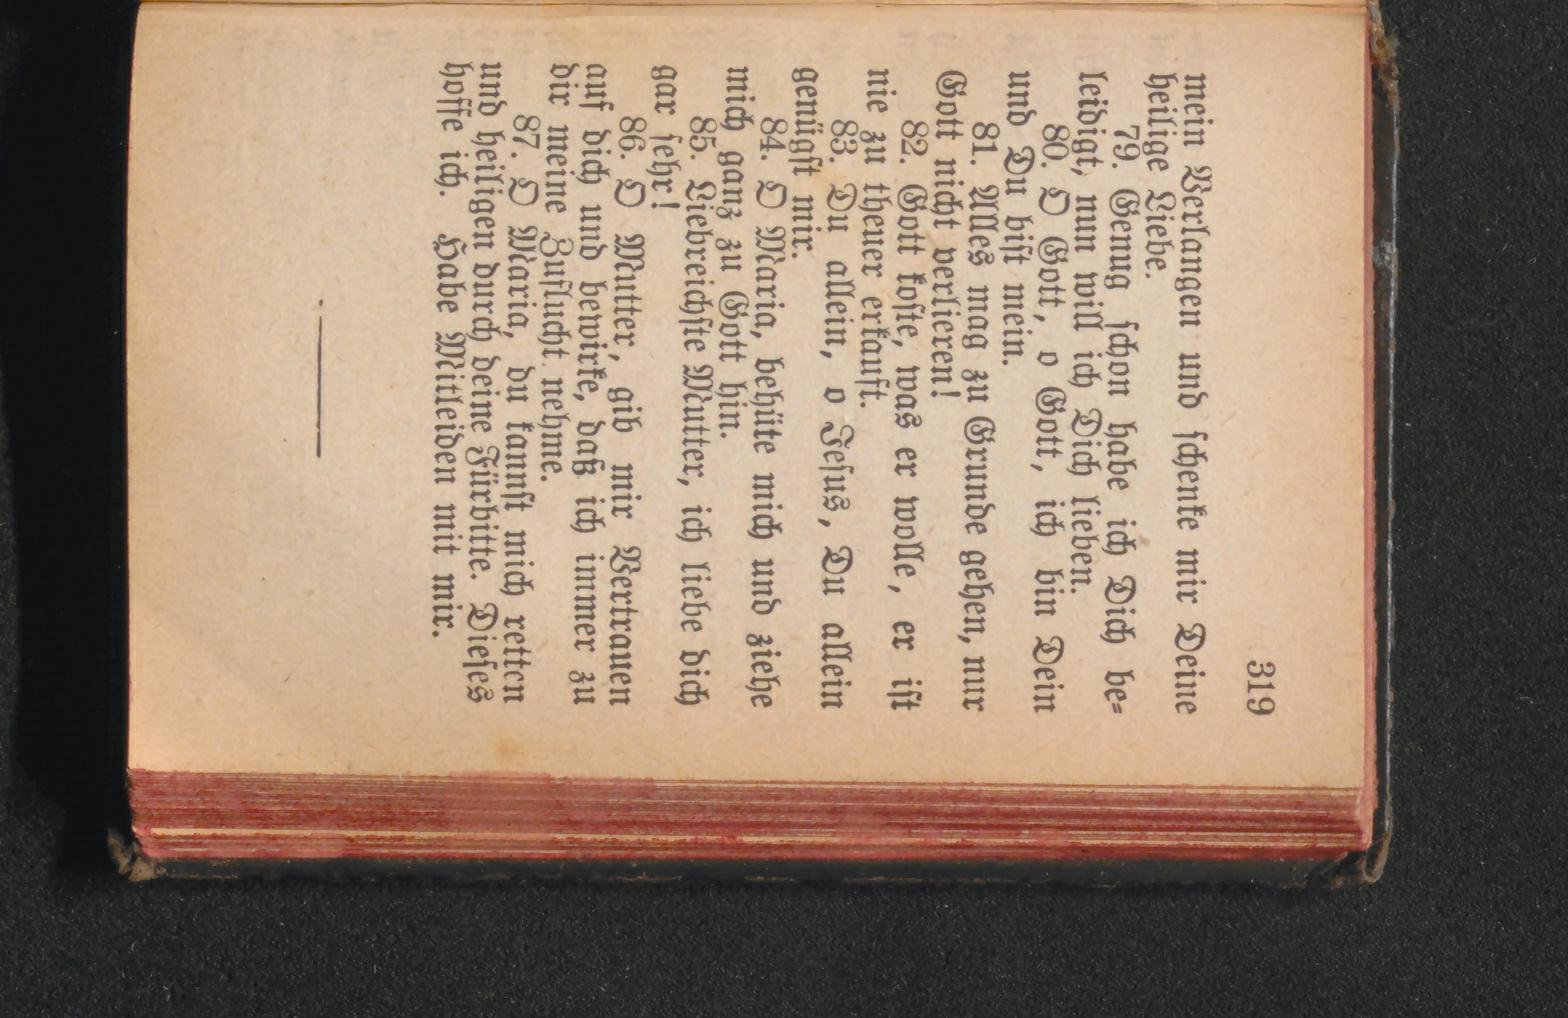 319
mein Verlangen und schenke mir Deine
heilige Liebe.
79. Genug schon habe ich Dich be=
leidigt, nun will ich Dich lieben.
80. O Gott, o Gott, ich bin Dein
und Du bist mein.
81. Alles mag zu Grunde gehen, nur
Gott nicht verlieren!
82. Gott koste, was er wolle, er ist
nie zu theuer erkauft.
83. Du allein, o Jesus, Du allein
genügst mir.
84. O Maria, behüte mich und ziehe
mich ganz zu Gott hin.
85. Liebreichste Mutter, ich liebe dich
gar sehr!
86. O Mutter, gib mir Vertrauen
auf dich und bewirke, daß ich immer zu
dir meine Zuflucht nehme.
87. O Maria, du kannst mich retten
und heiligen durch deine Fürbitte. Dieses
hoffe ich. Habe Mitleiden mit mir.